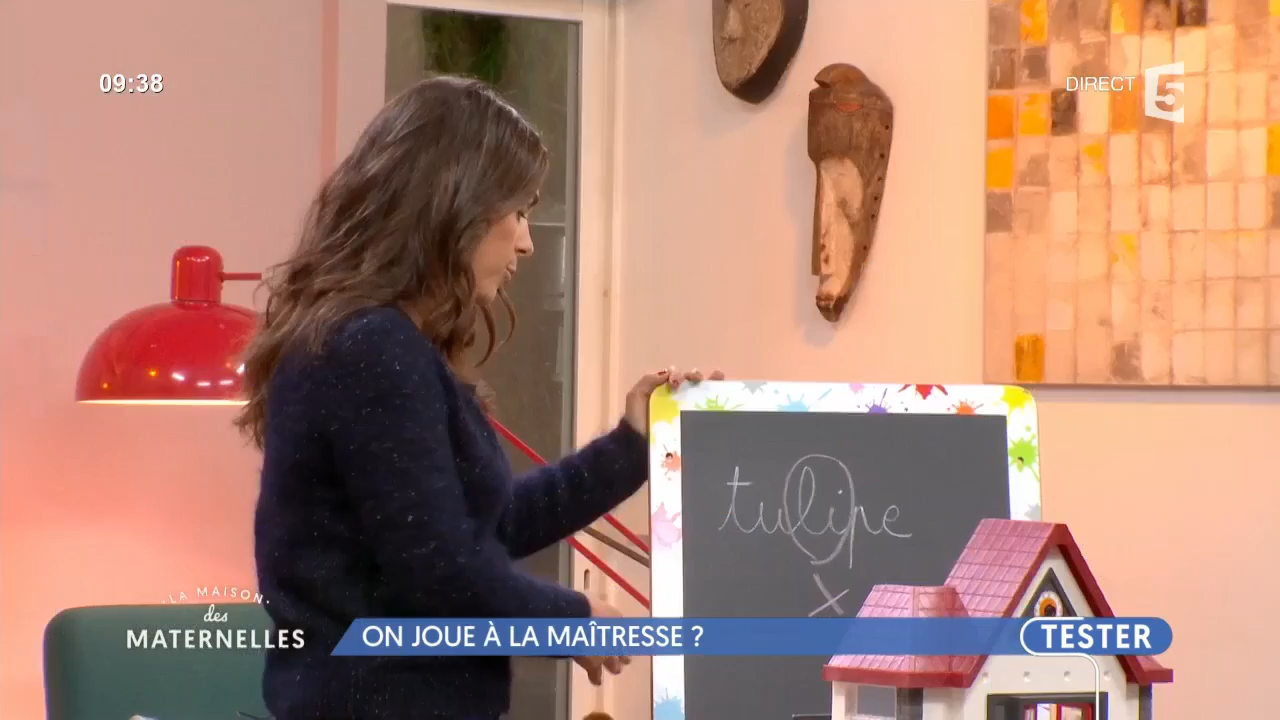 09:38
DIRECT 5
tulipe
x
LA MAISON
des
MATERNELLES
ON JOUE À LA MAÎTRESSE ?
TESTER